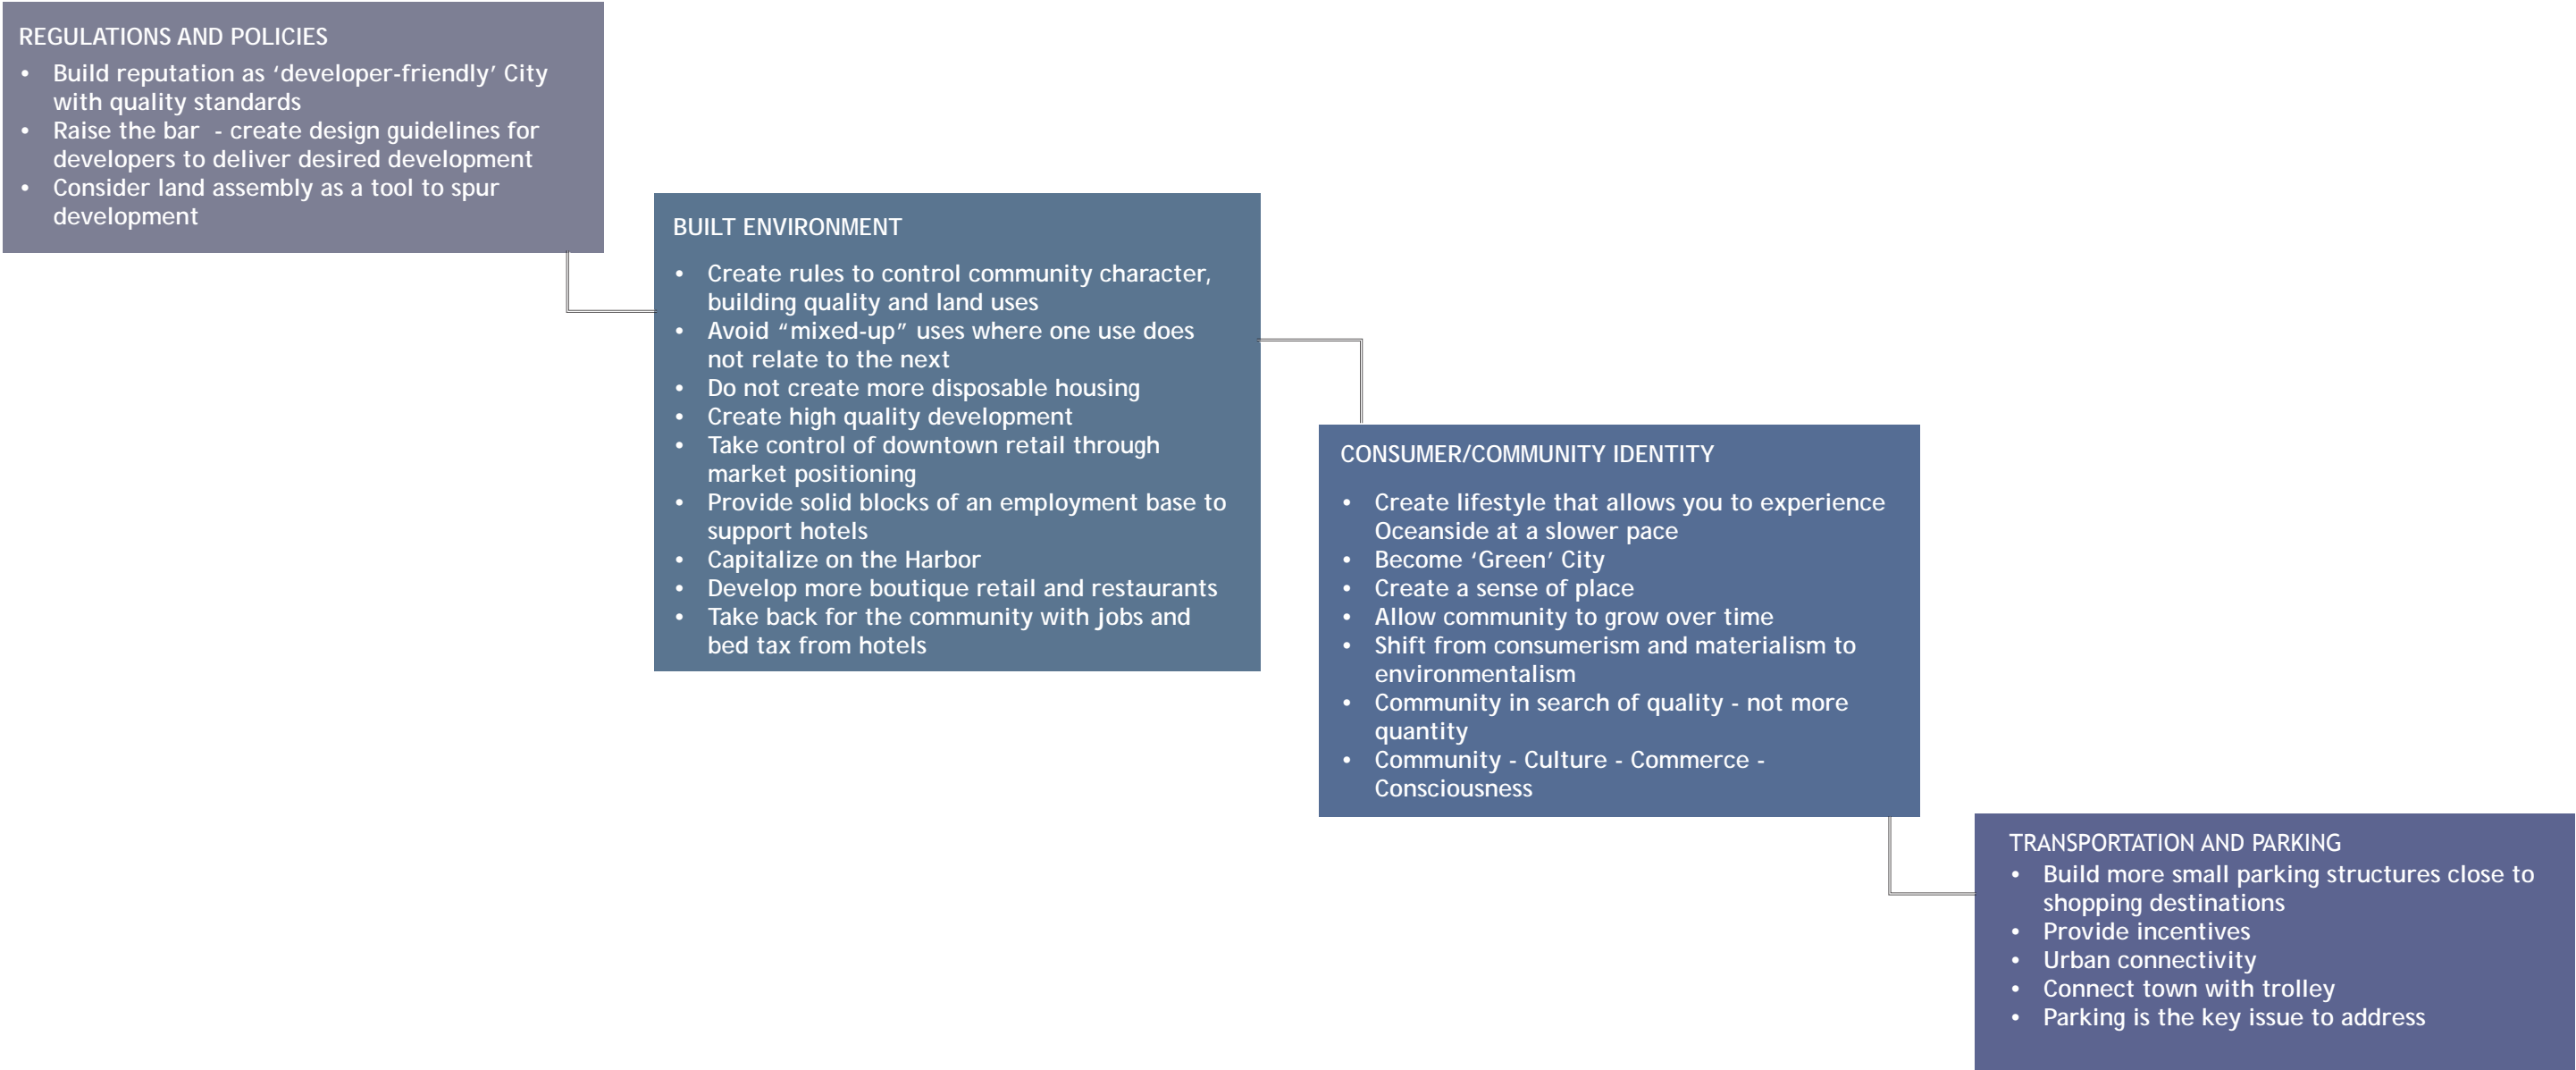 REGULATIONS AND POLICIES
• Build reputation as ‘developer-friendly’ City
with quality standards
• Raise the bar  - create design guidelines for
developers to deliver desired development
• Consider land assembly as a tool to spur
development
BUILT ENVIRONMENT
• Create rules to control community character,
building quality and land uses
• Avoid “mixed-up” uses where one use does
not relate to the next
• Do not create more disposable housing
• Create high quality development
• Take control of downtown retail through
market positioning
• Provide solid blocks of an employment base to
support hotels
• Capitalize on the Harbor
• Develop more boutique retail and restaurants
• Take back for the community with jobs and
bed tax from hotels
CONSUMER/COMMUNITY IDENTITY
• Create lifestyle that allows you to experience
Oceanside at a slower pace
• Become ‘Green’ City
• Create a sense of place
• Allow community to grow over time
• Shift from consumerism and materialism to
environmentalism
• Community in search of quality - not more
quantity
• Community - Culture - Commerce -
Consciousness
TRANSPORTATION AND PARKING
• Build more small parking structures close to
shopping destinations
• Provide incentives
• Urban connectivity
• Connect town with trolley
• Parking is the key issue to address